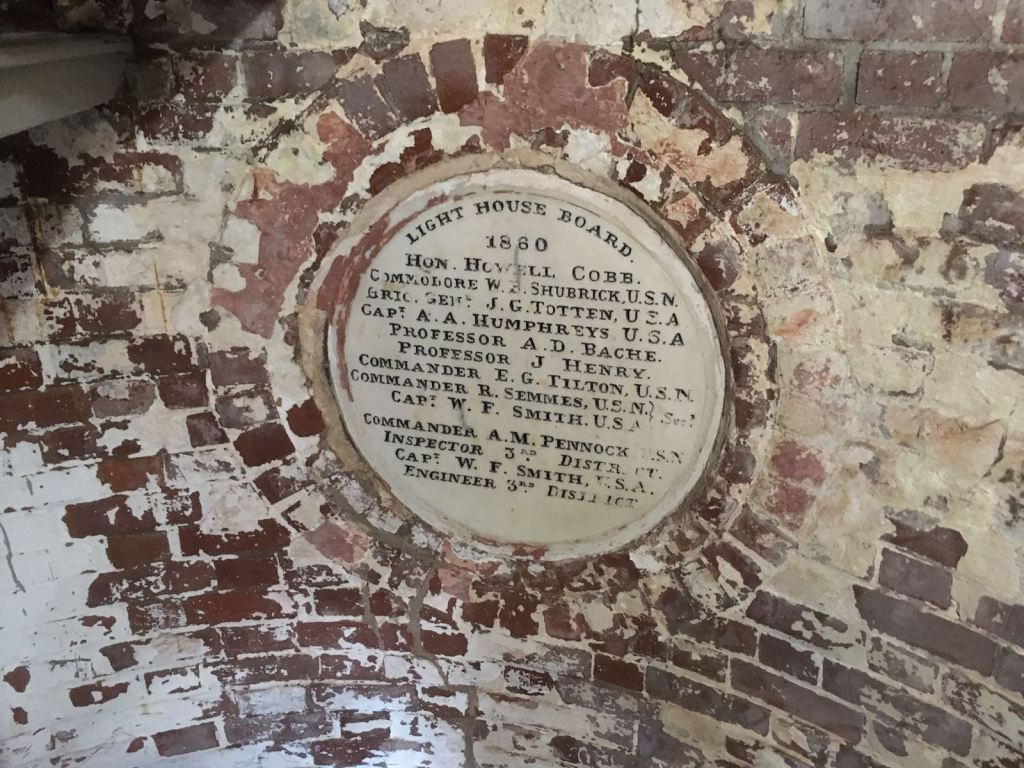 LIGHT HOUSE BOARD.
1860
HON. HOWELL COBB.
COMMODORE W. B. SHUBRICK, U.S.N.
BRIG. GENL. J. G. TOTTEN, U.S.A
CAPT. A. A. HUMPHREYS, U.S.A
PROFESSOR A. D. BACHE.
PROFESSOR J HENRY.
COMMANDER E. G. TILTON, U.S.N.
COMMANDER R. SEMMES, U.S.N.
CAPT. W. F. SMITH. U.S.A } Secs
COMMANDER A. M. PENNOCK U.S.N
INSPECTOR 3RD DISTRICT.
CAPT. W. F. SMITH, U.S.A.
ENGINEER 3RD DISTRICT